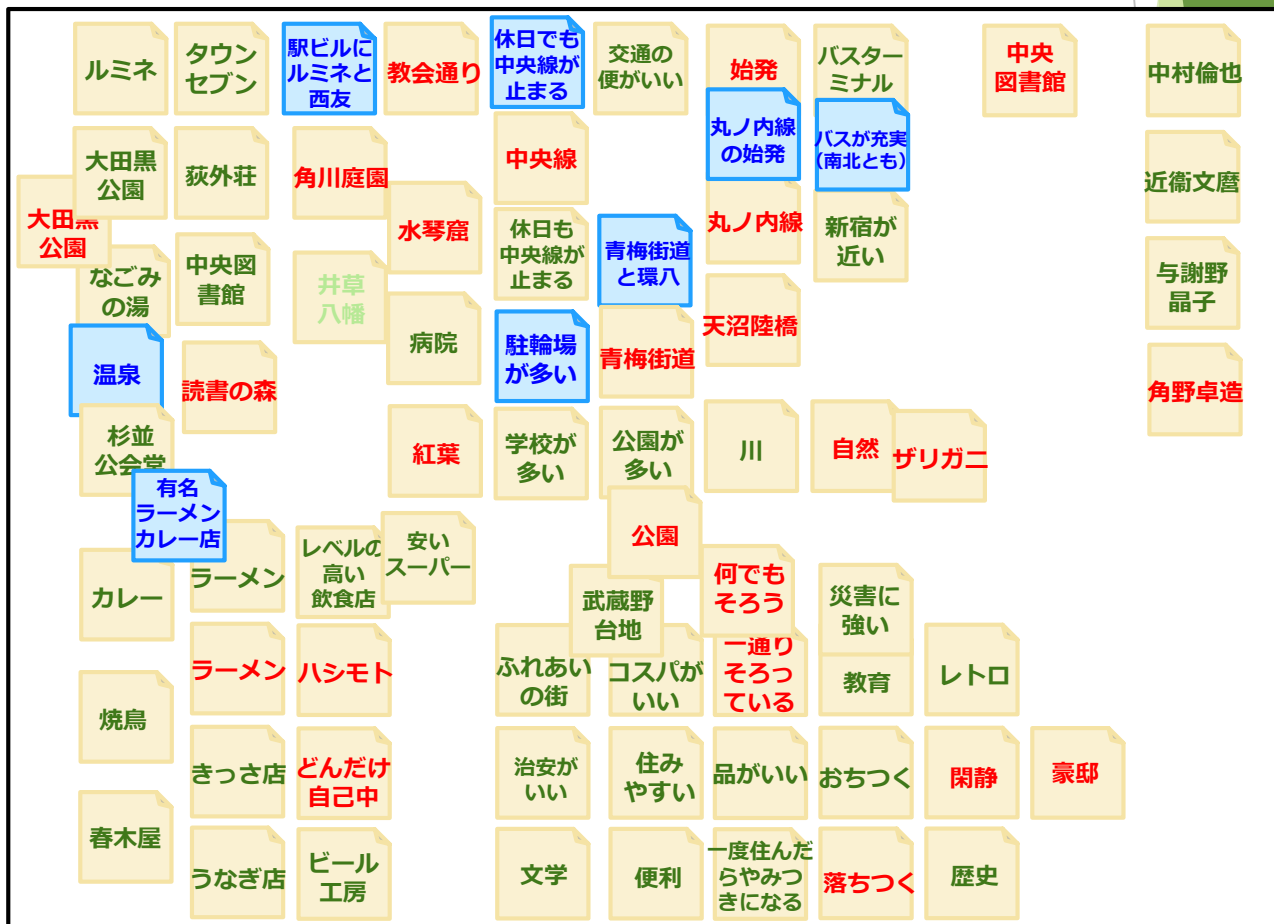 ルミネ
タウン
セブン
駅ビルに
ルミネと
西友
教会通り
休日でも
中央線が
止まる
交通の
便がいい
始発
バスター
ミナル
中央
図書館
中村倫也
丸ノ内線
の始発
バスが充実
(南北とも)
大田黒
公園
荻外荘
角川庭園
中央線
近衞文麿
大田黒
公園
水琴窟
休日も
中央線が
止まる
青梅街道
と環八
丸ノ内線
新宿が
近い
なごみ
の湯
中央図
書館
井草
八幡
与謝野
晶子
病院
駐輪場
が多い
青梅街道
天沼陸橋
温泉
読書の森
角野卓造
杉並
公会堂
紅葉
学校が
多い
公園が
多い
川
自然
ザリガニ
有名
ラーメン
カレー店
カレー
ラーメン
レベルの
高い
飲食店
安い
スーパー
公園
武蔵野
台地
何でも
そろう
災害に
強い
ラーメン
ハシモト
ふれあい
の街
コスパが
いい
一通り
そろっ
ている
教育
レトロ
焼鳥
きっさ店
どんだけ
自己中
治安が
いい
住み
やすい
品がいい
おちつく
閑静
豪邸
春木屋
うなぎ店
ビール
工房
文学
便利
一度住んだ
らやみつ
きになる
落ちつく
歴史